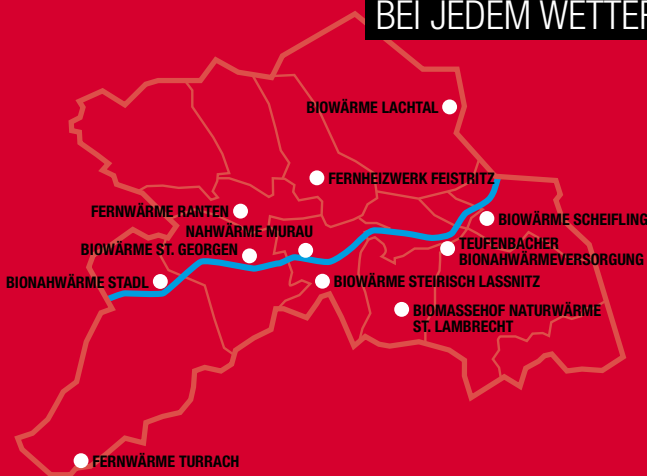 BEI JEDEM WETTER
BIOWÄRME LACHTAL
FERNHEIZWERK FEISTRITZ
FERNWÄRME RANTEN
BIOWÄRME SCHEIFLING
NAHWÄRME MURAU
BIOWÄRME ST. GEORGEN
TEUFENBACHER
BIONAHWÄRMEVERSORGUNG
BIONAHWÄRME STADL
BIOWÄRME STEIRISCH LASSNITZ
BIOMASSEHOF NATURWÄRME
ST. LAMBRECHT
FERNWÄRME TURRACH